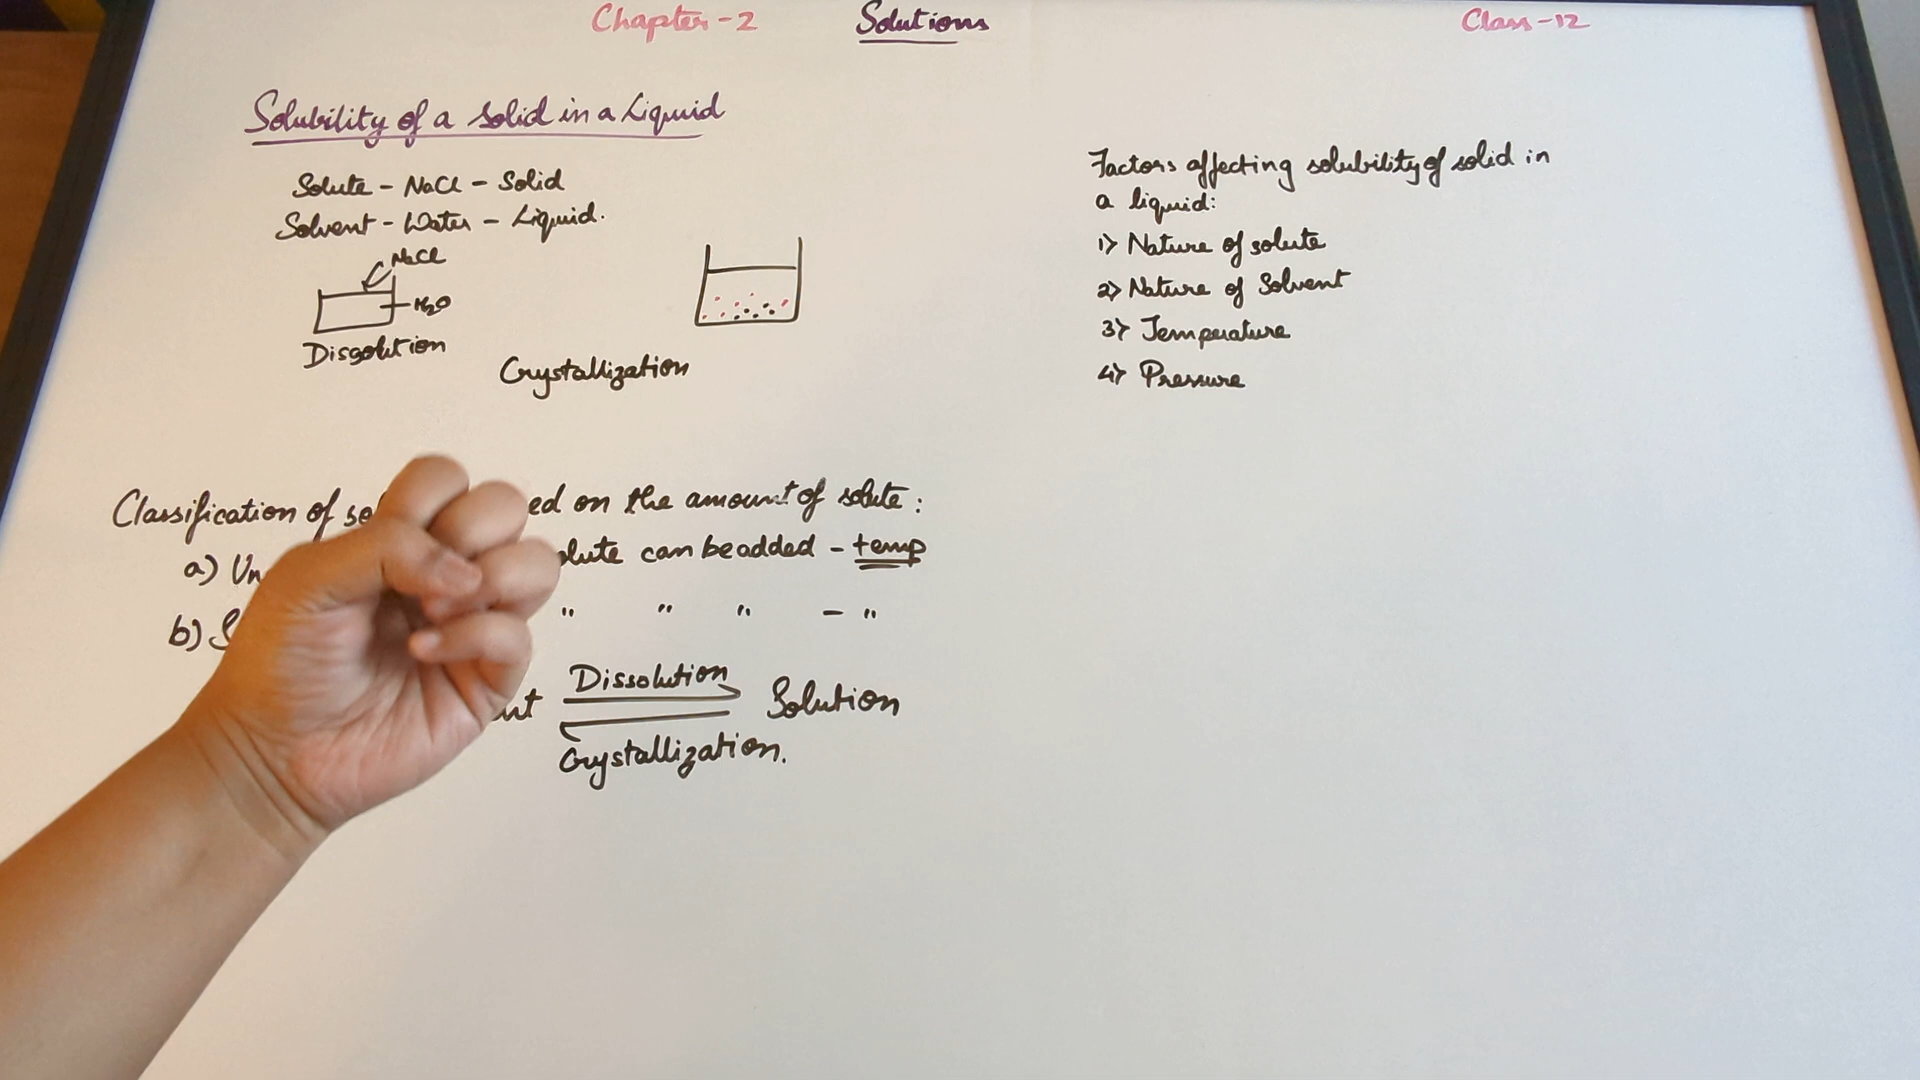 Chapter-2 Solutions Class-12
Solubility of a Solid in a Liquid
Solute - NaCl - Solid
Solvent - Water - Liquid.
NaCl
H₂O
Dissolution
Crystallization
Classification of ed on the amount of solute:
a) Un can be added - temp
b) S " " " - "
Dissolution
Solution
Crystallization.
Factors affecting solubility of solid in
a liquid:
1) Nature of solute
2) Nature of Solvent
3) Temperature
4) Pressure